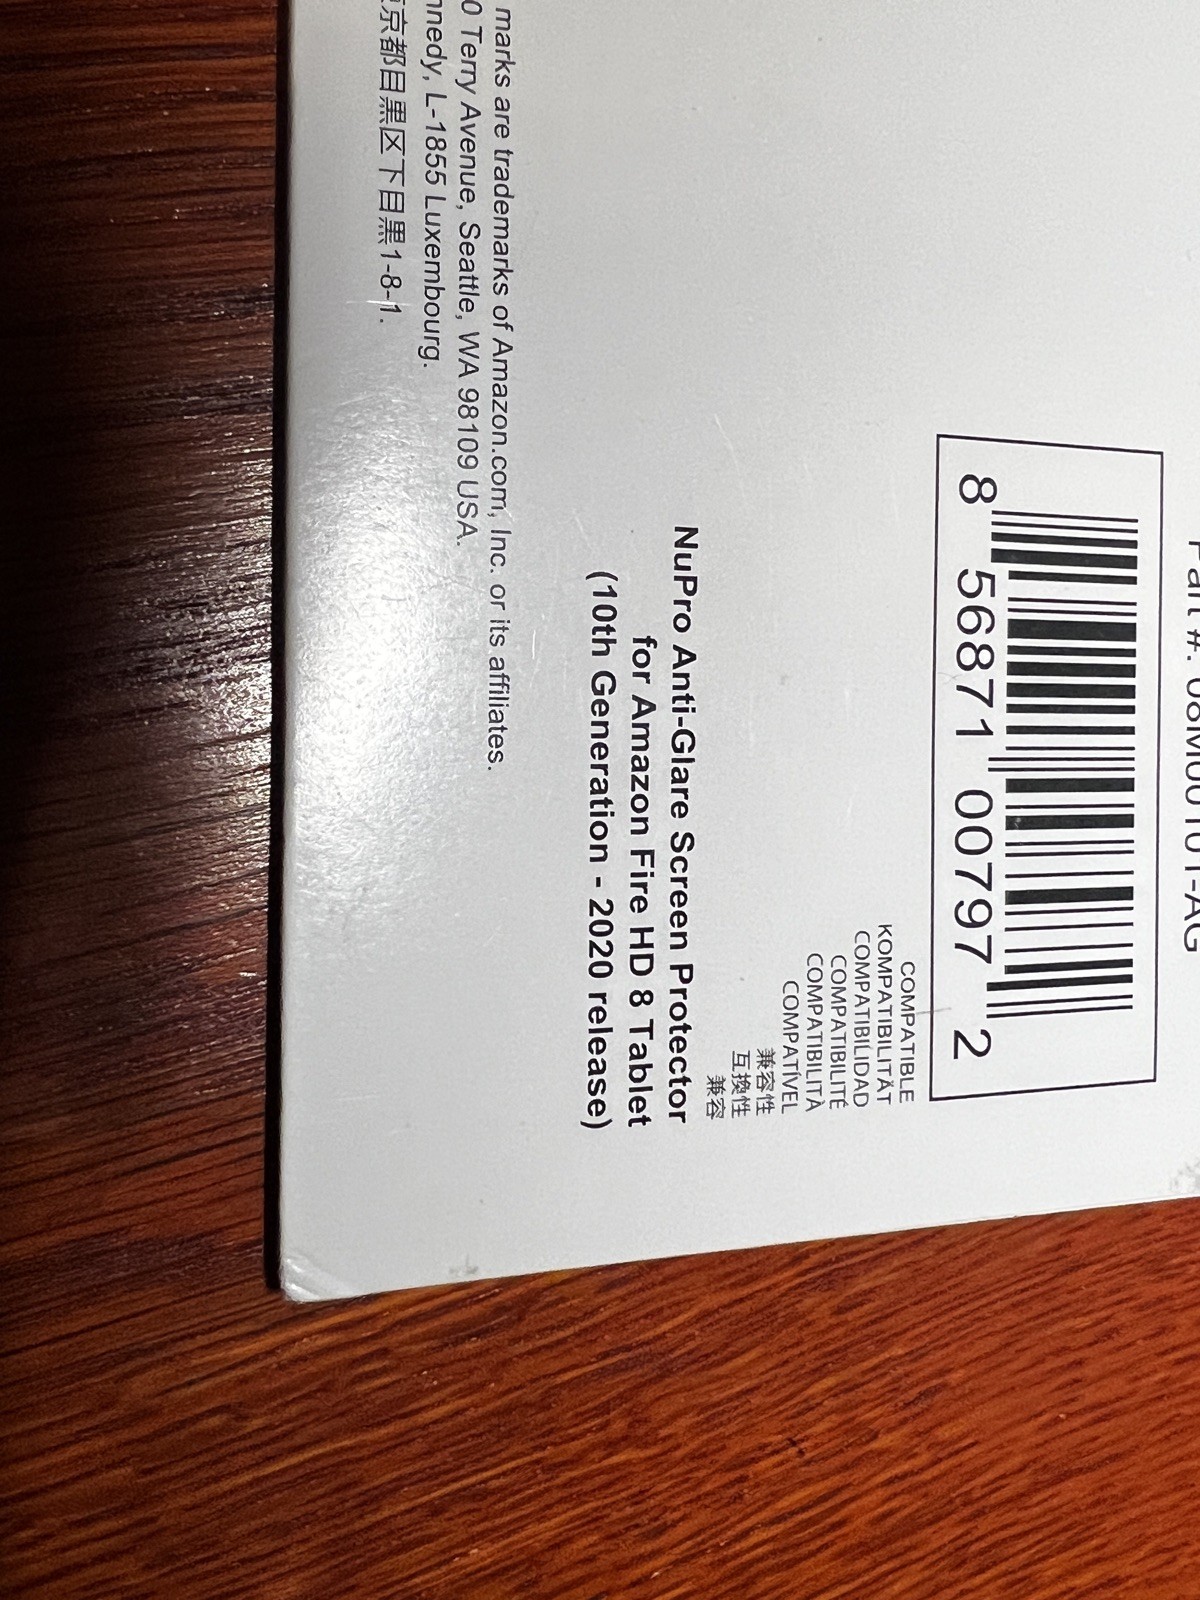 8 56871 00797 2
COMPATIBLE
KOMPATIBILITÄT
COMPATIBILIDAD
COMPATIBILITÉ
COMPATIBILITÀ
COMPATÍVEL
兼容性
互換性
兼容
NuPro Anti-Glare Screen Protector
for Amazon Fire HD 8 Tablet
(10th Generation - 2020 release)
marks are trademarks of Amazon.com, Inc. or its affiliates.
0 Terry Avenue, Seattle, WA 98109 USA.
nnedy, L-1855 Luxembourg.
京都目黒区下目黒1-8-1.